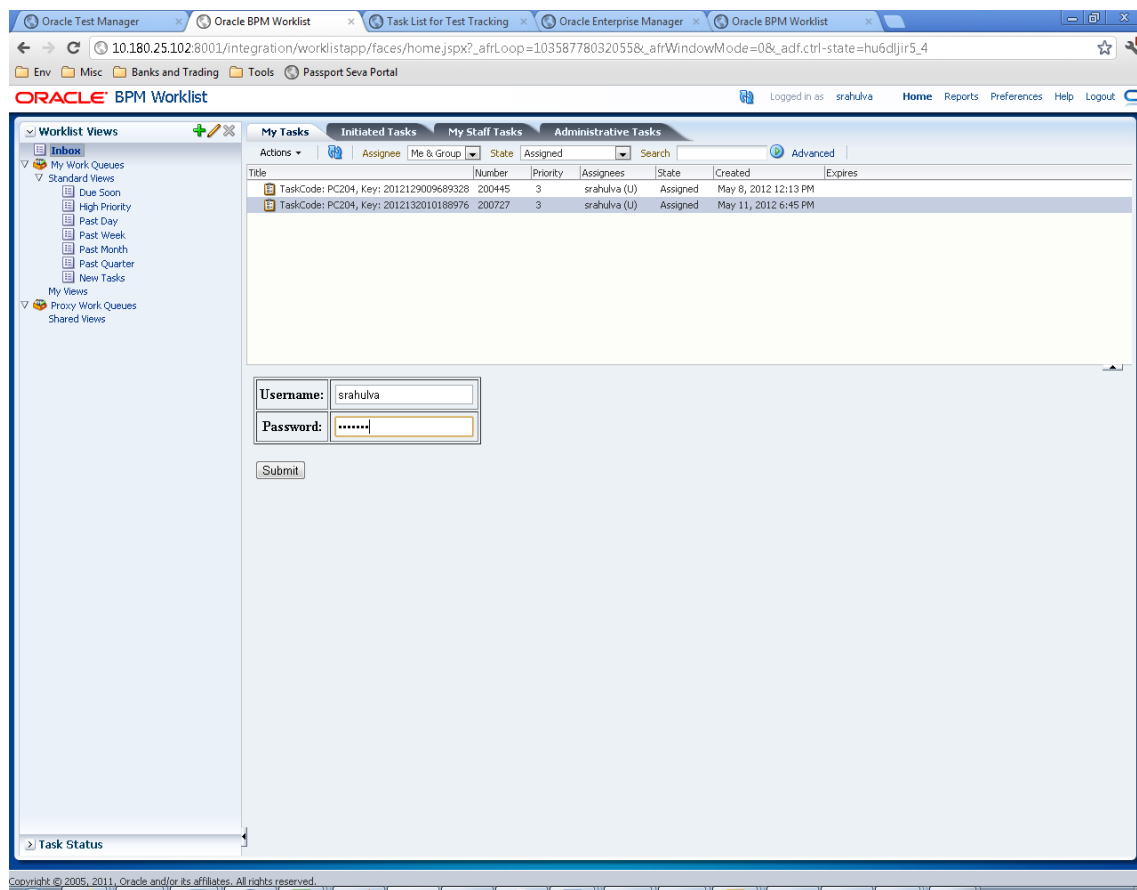 Oracle Test Manager
Oracle BPM Worklist
Task List for Test Tracking
Oracle Enterprise Manager
Oracle BPM Worklist
10.180.25.102:8001/integration/worklistapp/faces/home.jspx?_afrLoop=10358778032055&_afrWindowMode=0&_adf.ctrl-state=hu6dljir5_4
Env Misc Banks and Trading Tools Passport Seva Portal
ORACLE BPM Worklist
Logged in as srahulva Home Reports Preferences Help Logout
Worklist Views
Inbox
My Work Queues
Standard Views
Due Soon
High Priority
Past Day
Past Week
Past Month
Past Quarter
New Tasks
My Views
Proxy Work Queues
Shared Views
Task Status
My Tasks Initiated Tasks My Staff Tasks Administrative Tasks
Actions Assignee Me & Group State Assigned Search Advanced
Title Number Priority Assignees State Created Expires
TaskCode: PC204, Key: 2012129009689328 200445 3 srahulva (U) Assigned May 8, 2012 12:13 PM
TaskCode: PC204, Key: 2012132010188976 200727 3 srahulva (U) Assigned May 11, 2012 6:45 PM
Username: srahulva
Password: •••••••
Submit
Copyright © 2005, 2011, Oracle and/or its affiliates. All rights reserved.